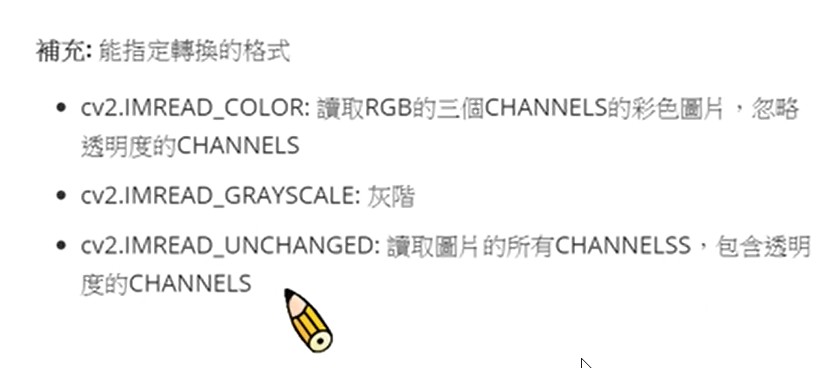 補充: 能指定轉換的格式
• cv2.IMREAD_COLOR: 讀取RGB的三個CHANNELS的彩色圖片，忽略
透明度的CHANNELS
• cv2.IMREAD_GRAYSCALE: 灰階
• cv2.IMREAD_UNCHANGED: 讀取圖片的所有CHANNELSS，包含透明
度的CHANNELS